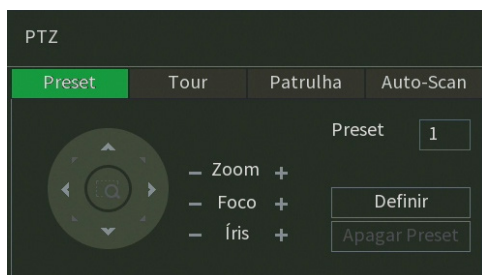 PTZ
Preset Tour Patrulha Auto-Scan
Preset 1
− Zoom +
− Foco + Definir
− Íris + Apagar Preset